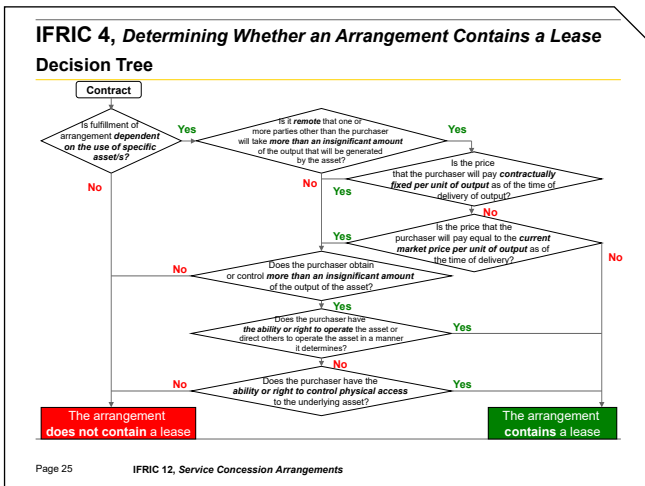 IFRIC 4, Determining Whether an Arrangement Contains a Lease
Decision Tree
Contract
Is fulfillment of
arrangement dependent
on the use of specific
asset/s?
Yes
No
Is it remote that one or
more parties other than the purchaser
will take more than an insignificant amount
of the output that will be generated
by the asset?
Yes
No
Is the price
that the purchaser will pay contractually
fixed per unit of output as of the time of
delivery of output?
Yes
No
Is the price that the
purchaser will pay equal to the current
market price per unit of output as of
the time of delivery?
Yes
No
Does the purchaser obtain
or control more than an insignificant amount
of the output of the asset?
No
Yes
Does the purchaser have
the ability or right to operate the asset or
direct others to operate the asset in a manner
it determines?
Yes
No
Does the purchaser have the
ability or right to control physical access
to the underlying asset?
No
Yes
The arrangement
does not contain a lease
The arrangement
contains a lease
Page 25
IFRIC 12, Service Concession Arrangements